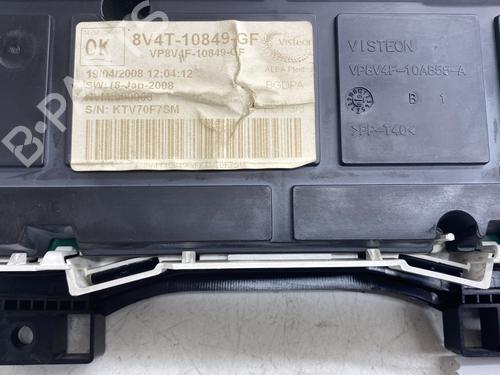 OK
8V4T-10849-GF
VP8V4F-10849-GF
Visteon
19/04/2008 12:04:12
SW: 18-Jan-2008
BGDPA
S/N: KTV70F7SM
VISTEON
VP8V4F-10A855-A
B 1
>PP-T40<
B-PARTS